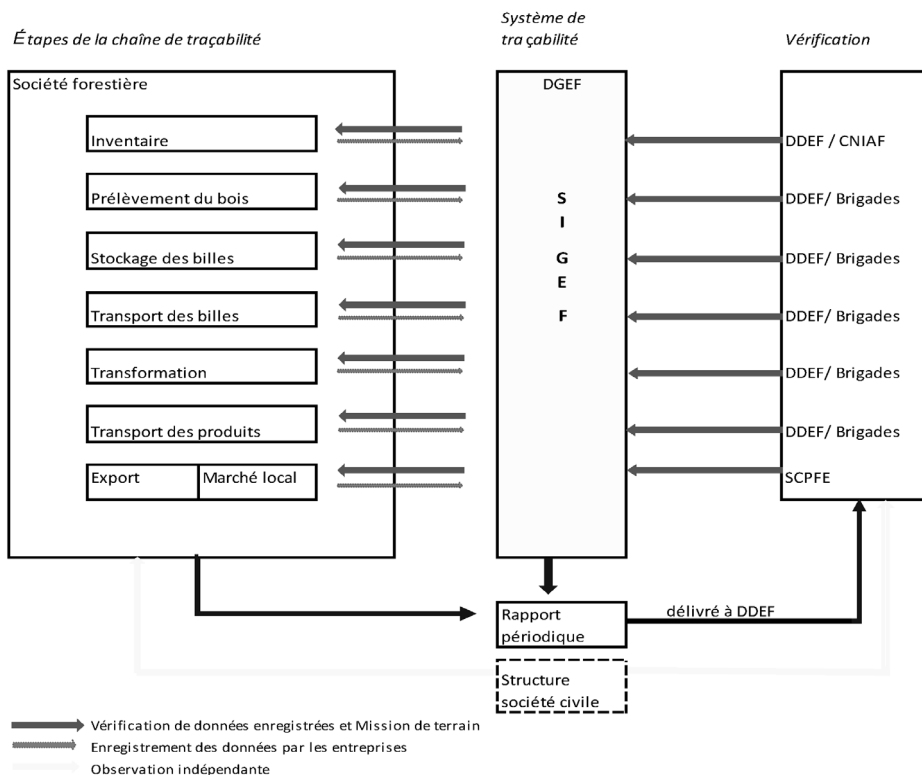 Étapes de la chaîne de traçabilité
Système de
traçabilité
Vérification
Société forestière
DGEF
Inventaire
DDEF / CNIAF
Prélèvement du bois
DDEF/ Brigades
Stockage des billes
DDEF/ Brigades
Transport des billes
DDEF/ Brigades
Transformation
DDEF/ Brigades
Transport des produits
DDEF/ Brigades
Export
Marché local
SCPFE
S
I
G
E
F
Rapport
périodique
délivré à DDEF
Structure
société civile
Vérification de données enregistrées et Mission de terrain
Enregistrement des données par les entreprises
Observation indépendante